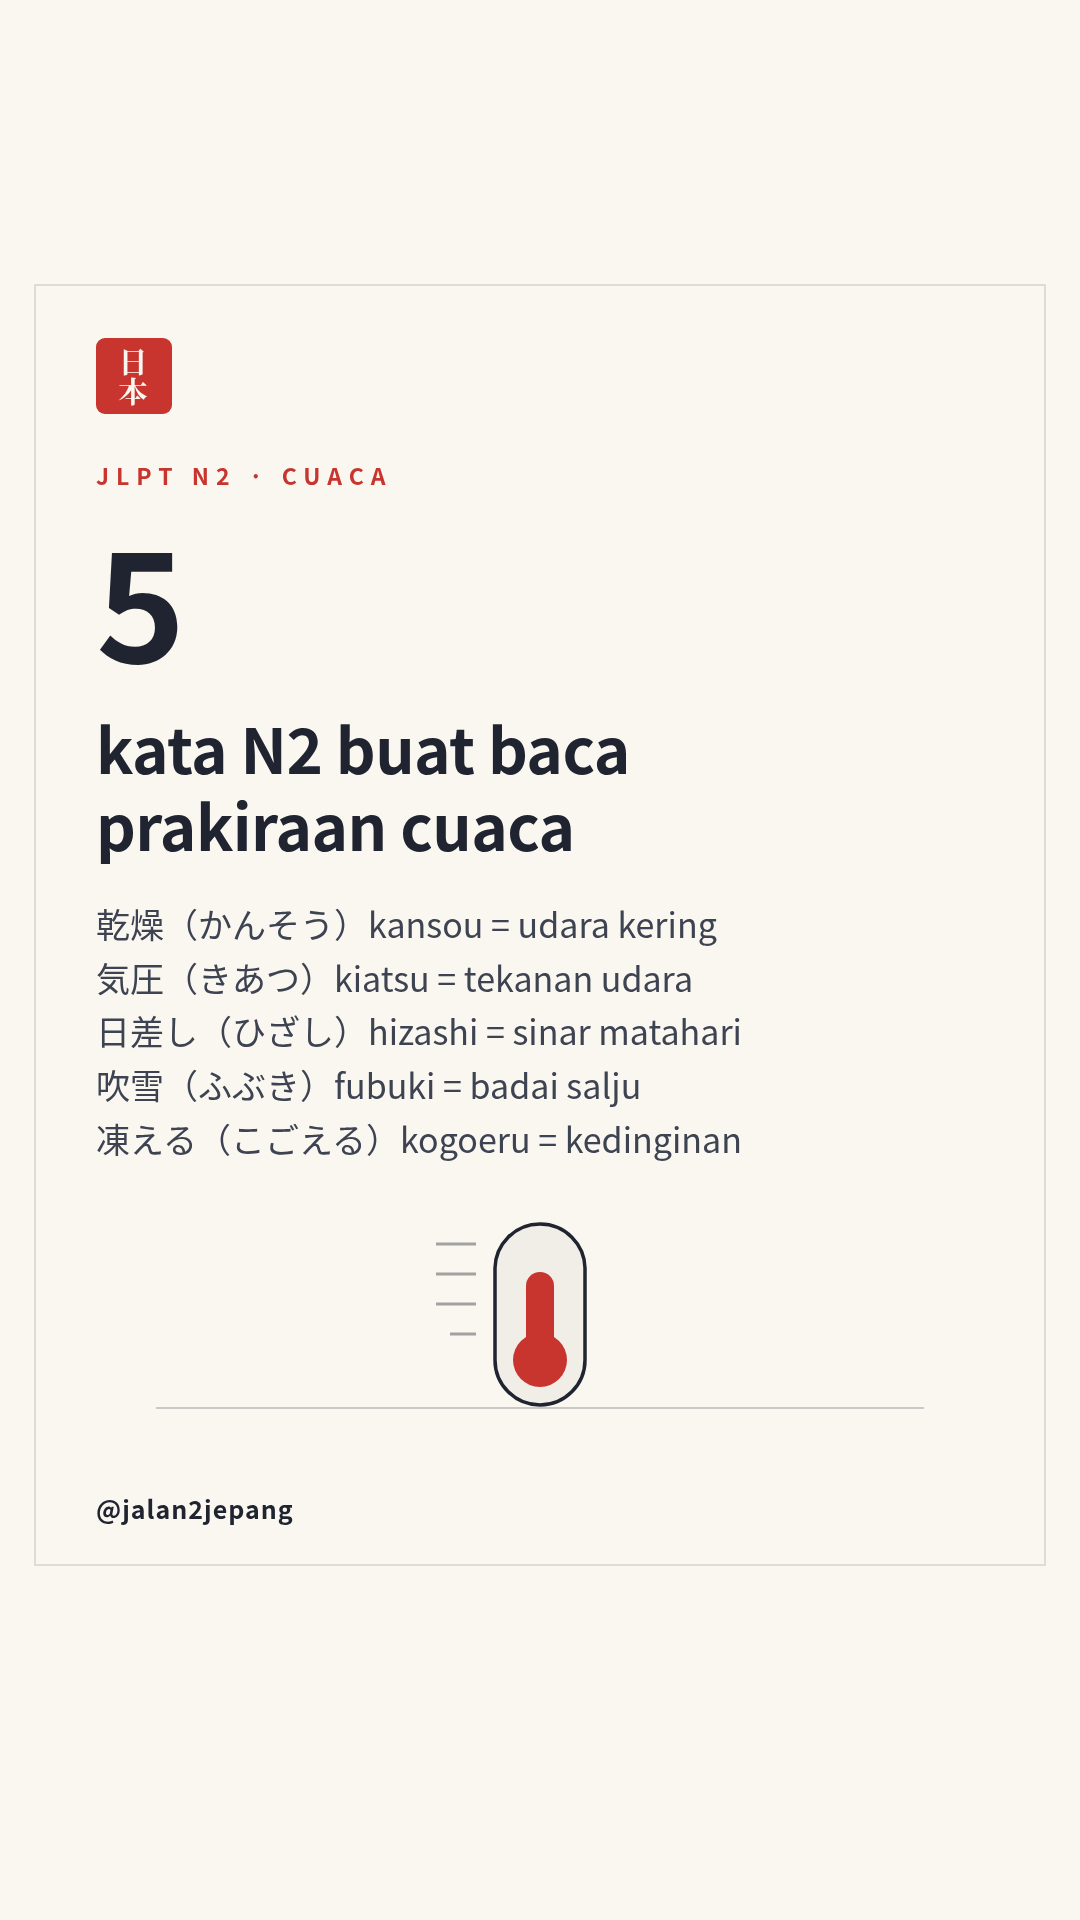 日
本
JLPT N2 · CUACA
5
kata N2 buat baca
prakiraan cuaca
乾燥（かんそう）kansou = udara kering
気圧（きあつ）kiatsu = tekanan udara
日差し（ひざし）hizashi = sinar matahari
吹雪（ふぶき）fubuki = badai salju
凍える（こごえる）kogoeru = kedinginan
@jalan2jepang